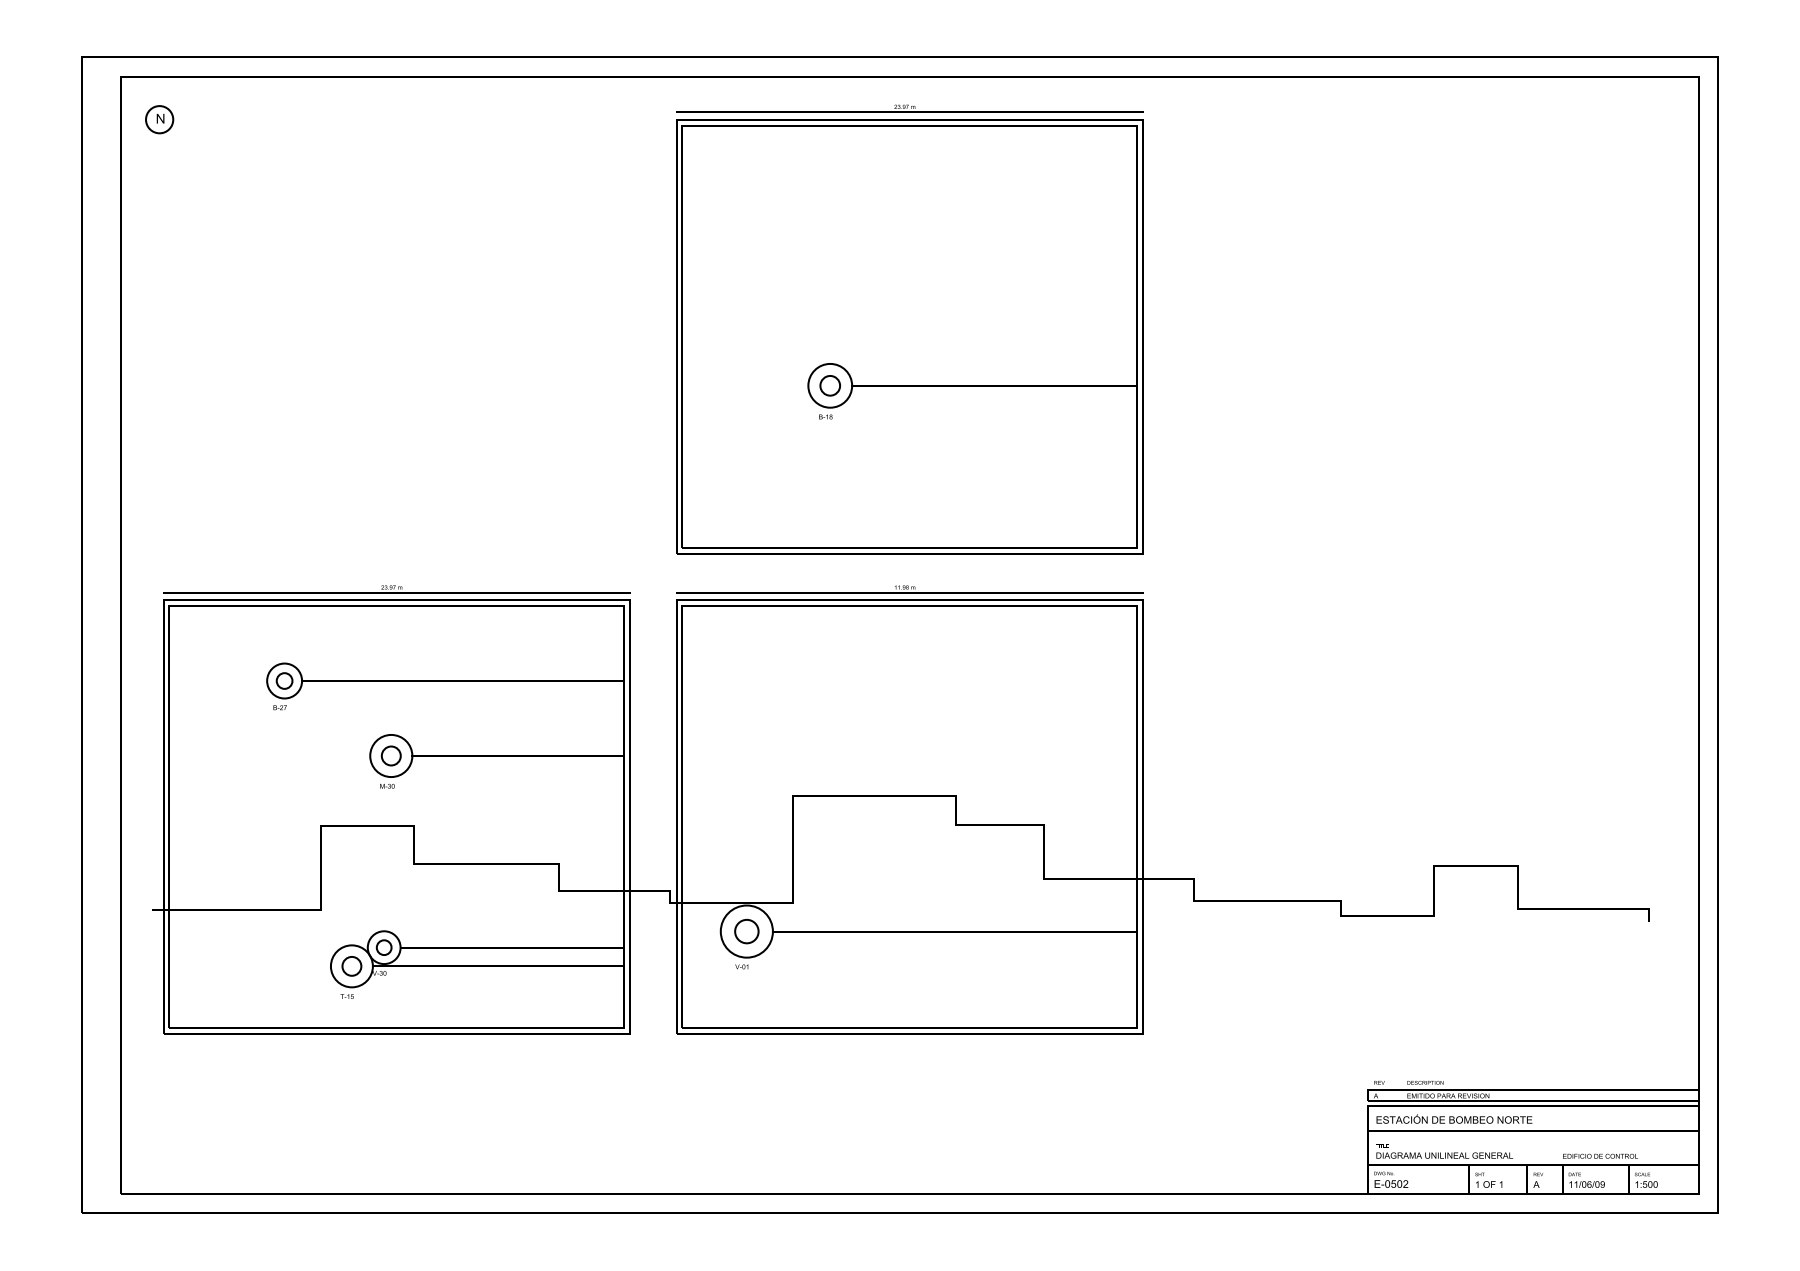 N
23.97 m
B-18
23.97 m
11.98 m
B-27
M-30
V-30
T-15
V-01
REV DESCRIPTION
A EMITIDO PARA REVISION
ESTACIÓN DE BOMBEO NORTE
TITLE
DIAGRAMA UNILINEAL GENERAL EDIFICIO DE CONTROL
DWG No. SHT REV DATE SCALE
E-0502 1 OF 1 A 11/06/09 1:500